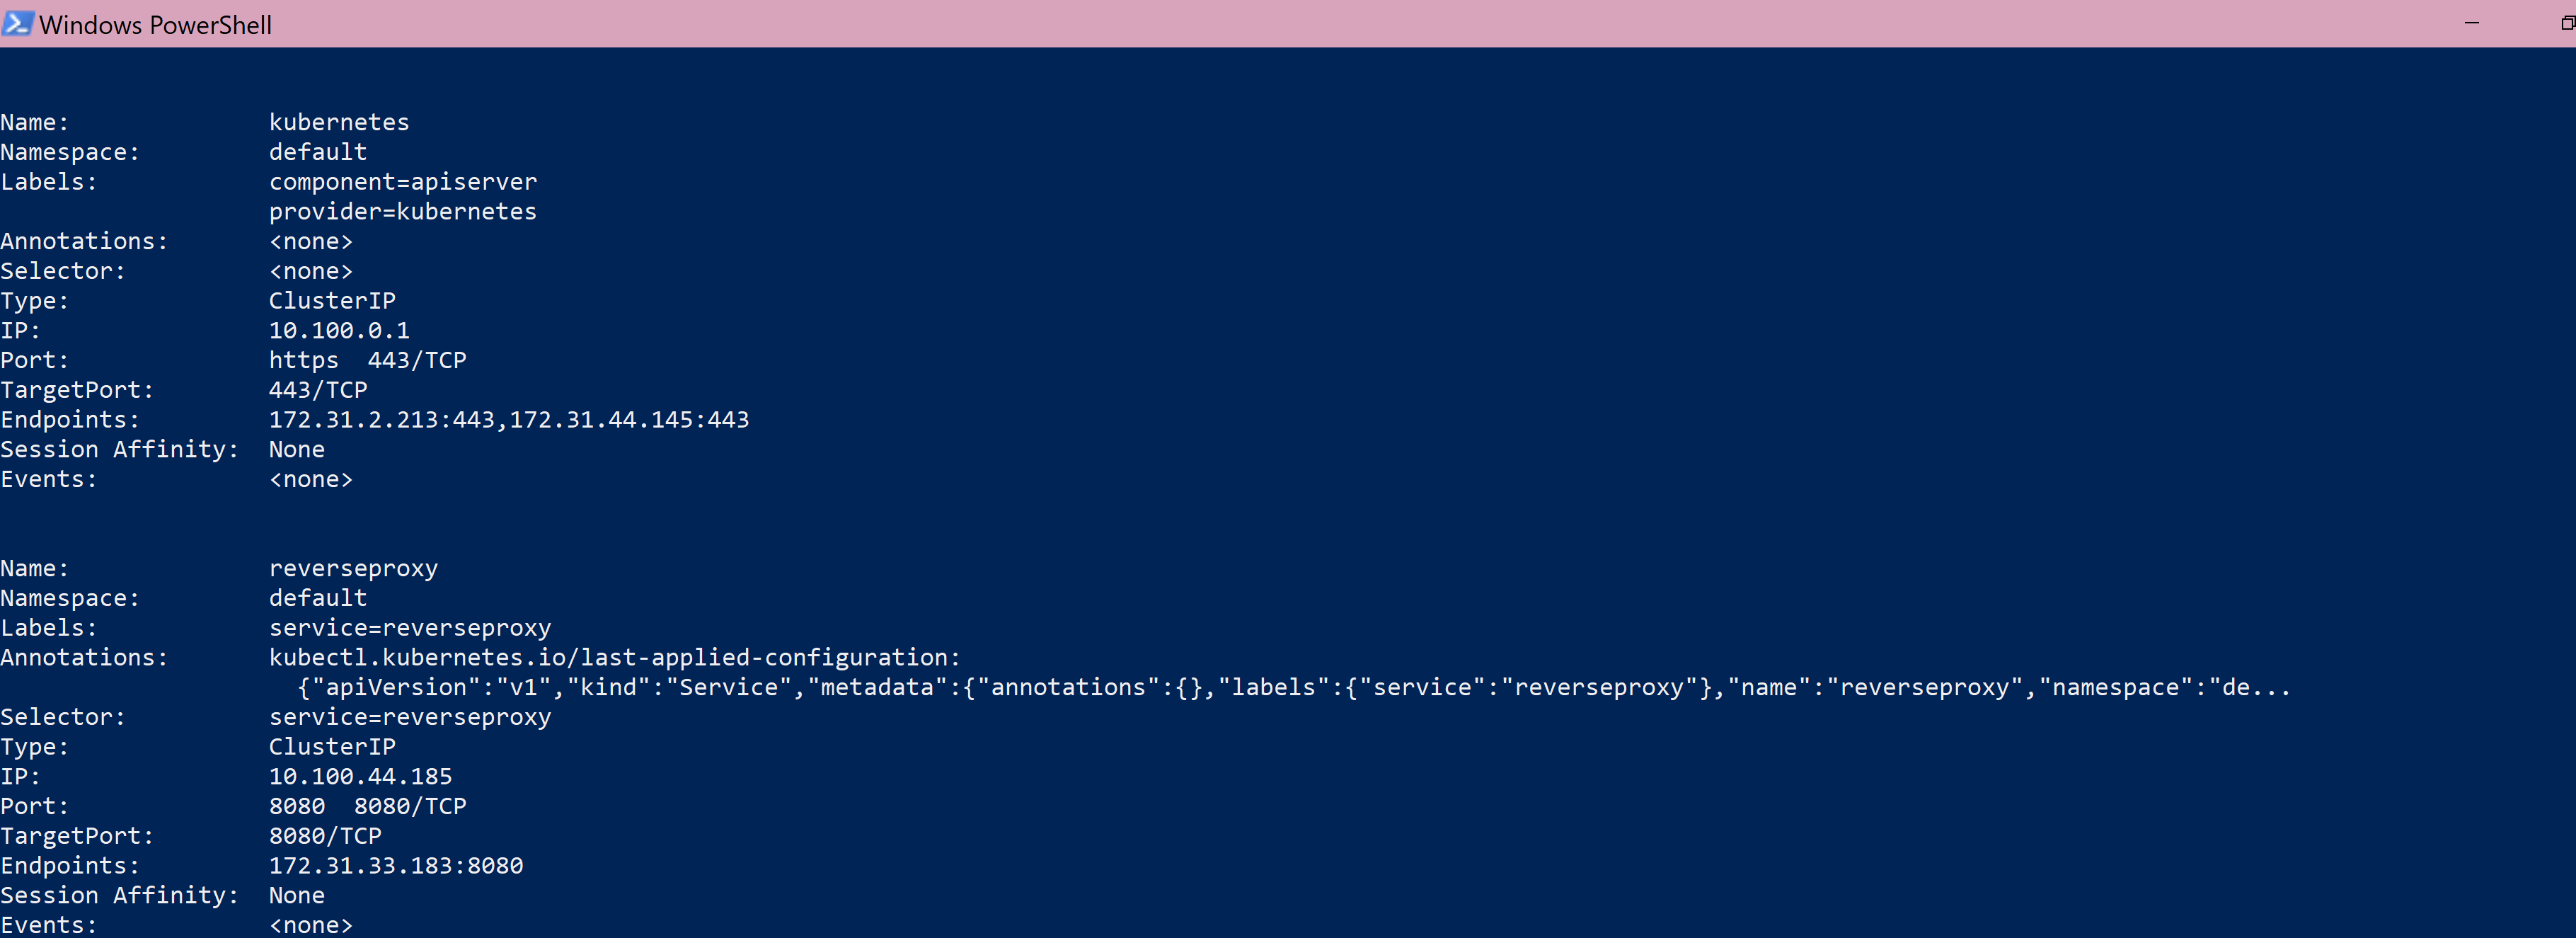 Windows PowerShell
Name:              kubernetes
Namespace:         default
Labels:            component=apiserver
                   provider=kubernetes
Annotations:       <none>
Selector:          <none>
Type:              ClusterIP
IP:                10.100.0.1
Port:              https  443/TCP
TargetPort:        443/TCP
Endpoints:         172.31.2.213:443,172.31.44.145:443
Session Affinity:  None
Events:            <none>
Name:              reverseproxy
Namespace:         default
Labels:            service=reverseproxy
Annotations:       kubectl.kubernetes.io/last-applied-configuration:
                     {"apiVersion":"v1","kind":"Service","metadata":{"annotations":{},"labels":{"service":"reverseproxy"},"name":"reverseproxy","namespace":"de...
Selector:          service=reverseproxy
Type:              ClusterIP
IP:                10.100.44.185
Port:              8080  8080/TCP
TargetPort:        8080/TCP
Endpoints:         172.31.33.183:8080
Session Affinity:  None
Events:            <none>